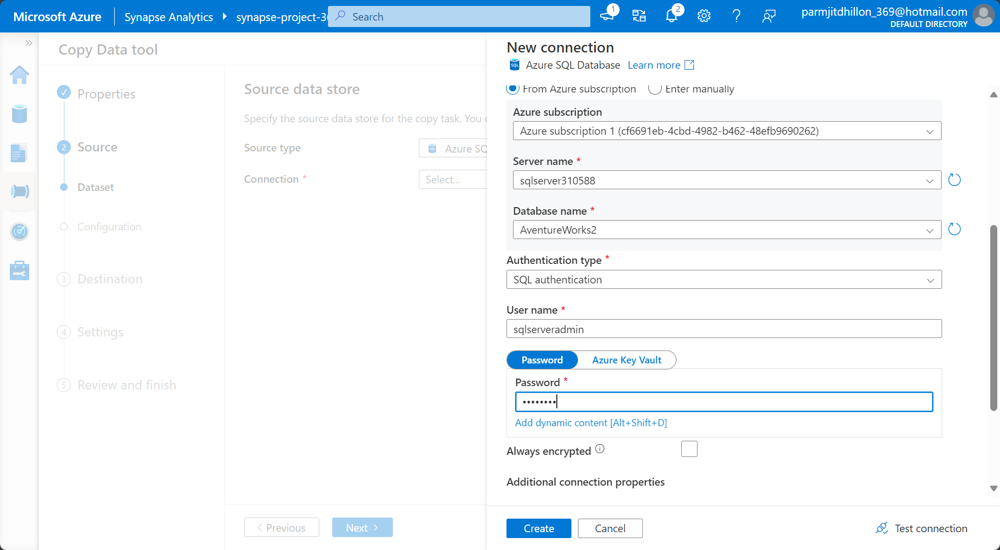 Microsoft Azure
Synapse Analytics
synapse-project-3
Search
1
2
parmjitdhillon_369@hotmail.com
DEFAULT DIRECTORY
Copy Data tool
Properties
2
Source
Dataset
Configuration
3
Destination
4
Settings
5
Review and finish
Source data store
Specify the source data store for the copy task. You
Source type
Azure SQ
Connection *
Select...
< Previous
Next >
New connection
SQL Azure SQL Database Learn more
From Azure subscription Enter manually
Azure subscription
Azure subscription 1 (cf6691eb-4cbd-4982-b462-48efb9690262)
Server name *
sqlserver310588
Database name *
AventureWorks2
Authentication type *
SQL authentication
User name *
sqlserveradmin
Password Azure Key Vault
Password *
••••••••
Add dynamic content [Alt+Shift+D]
Always encrypted
Additional connection properties
Create
Cancel
Test connection